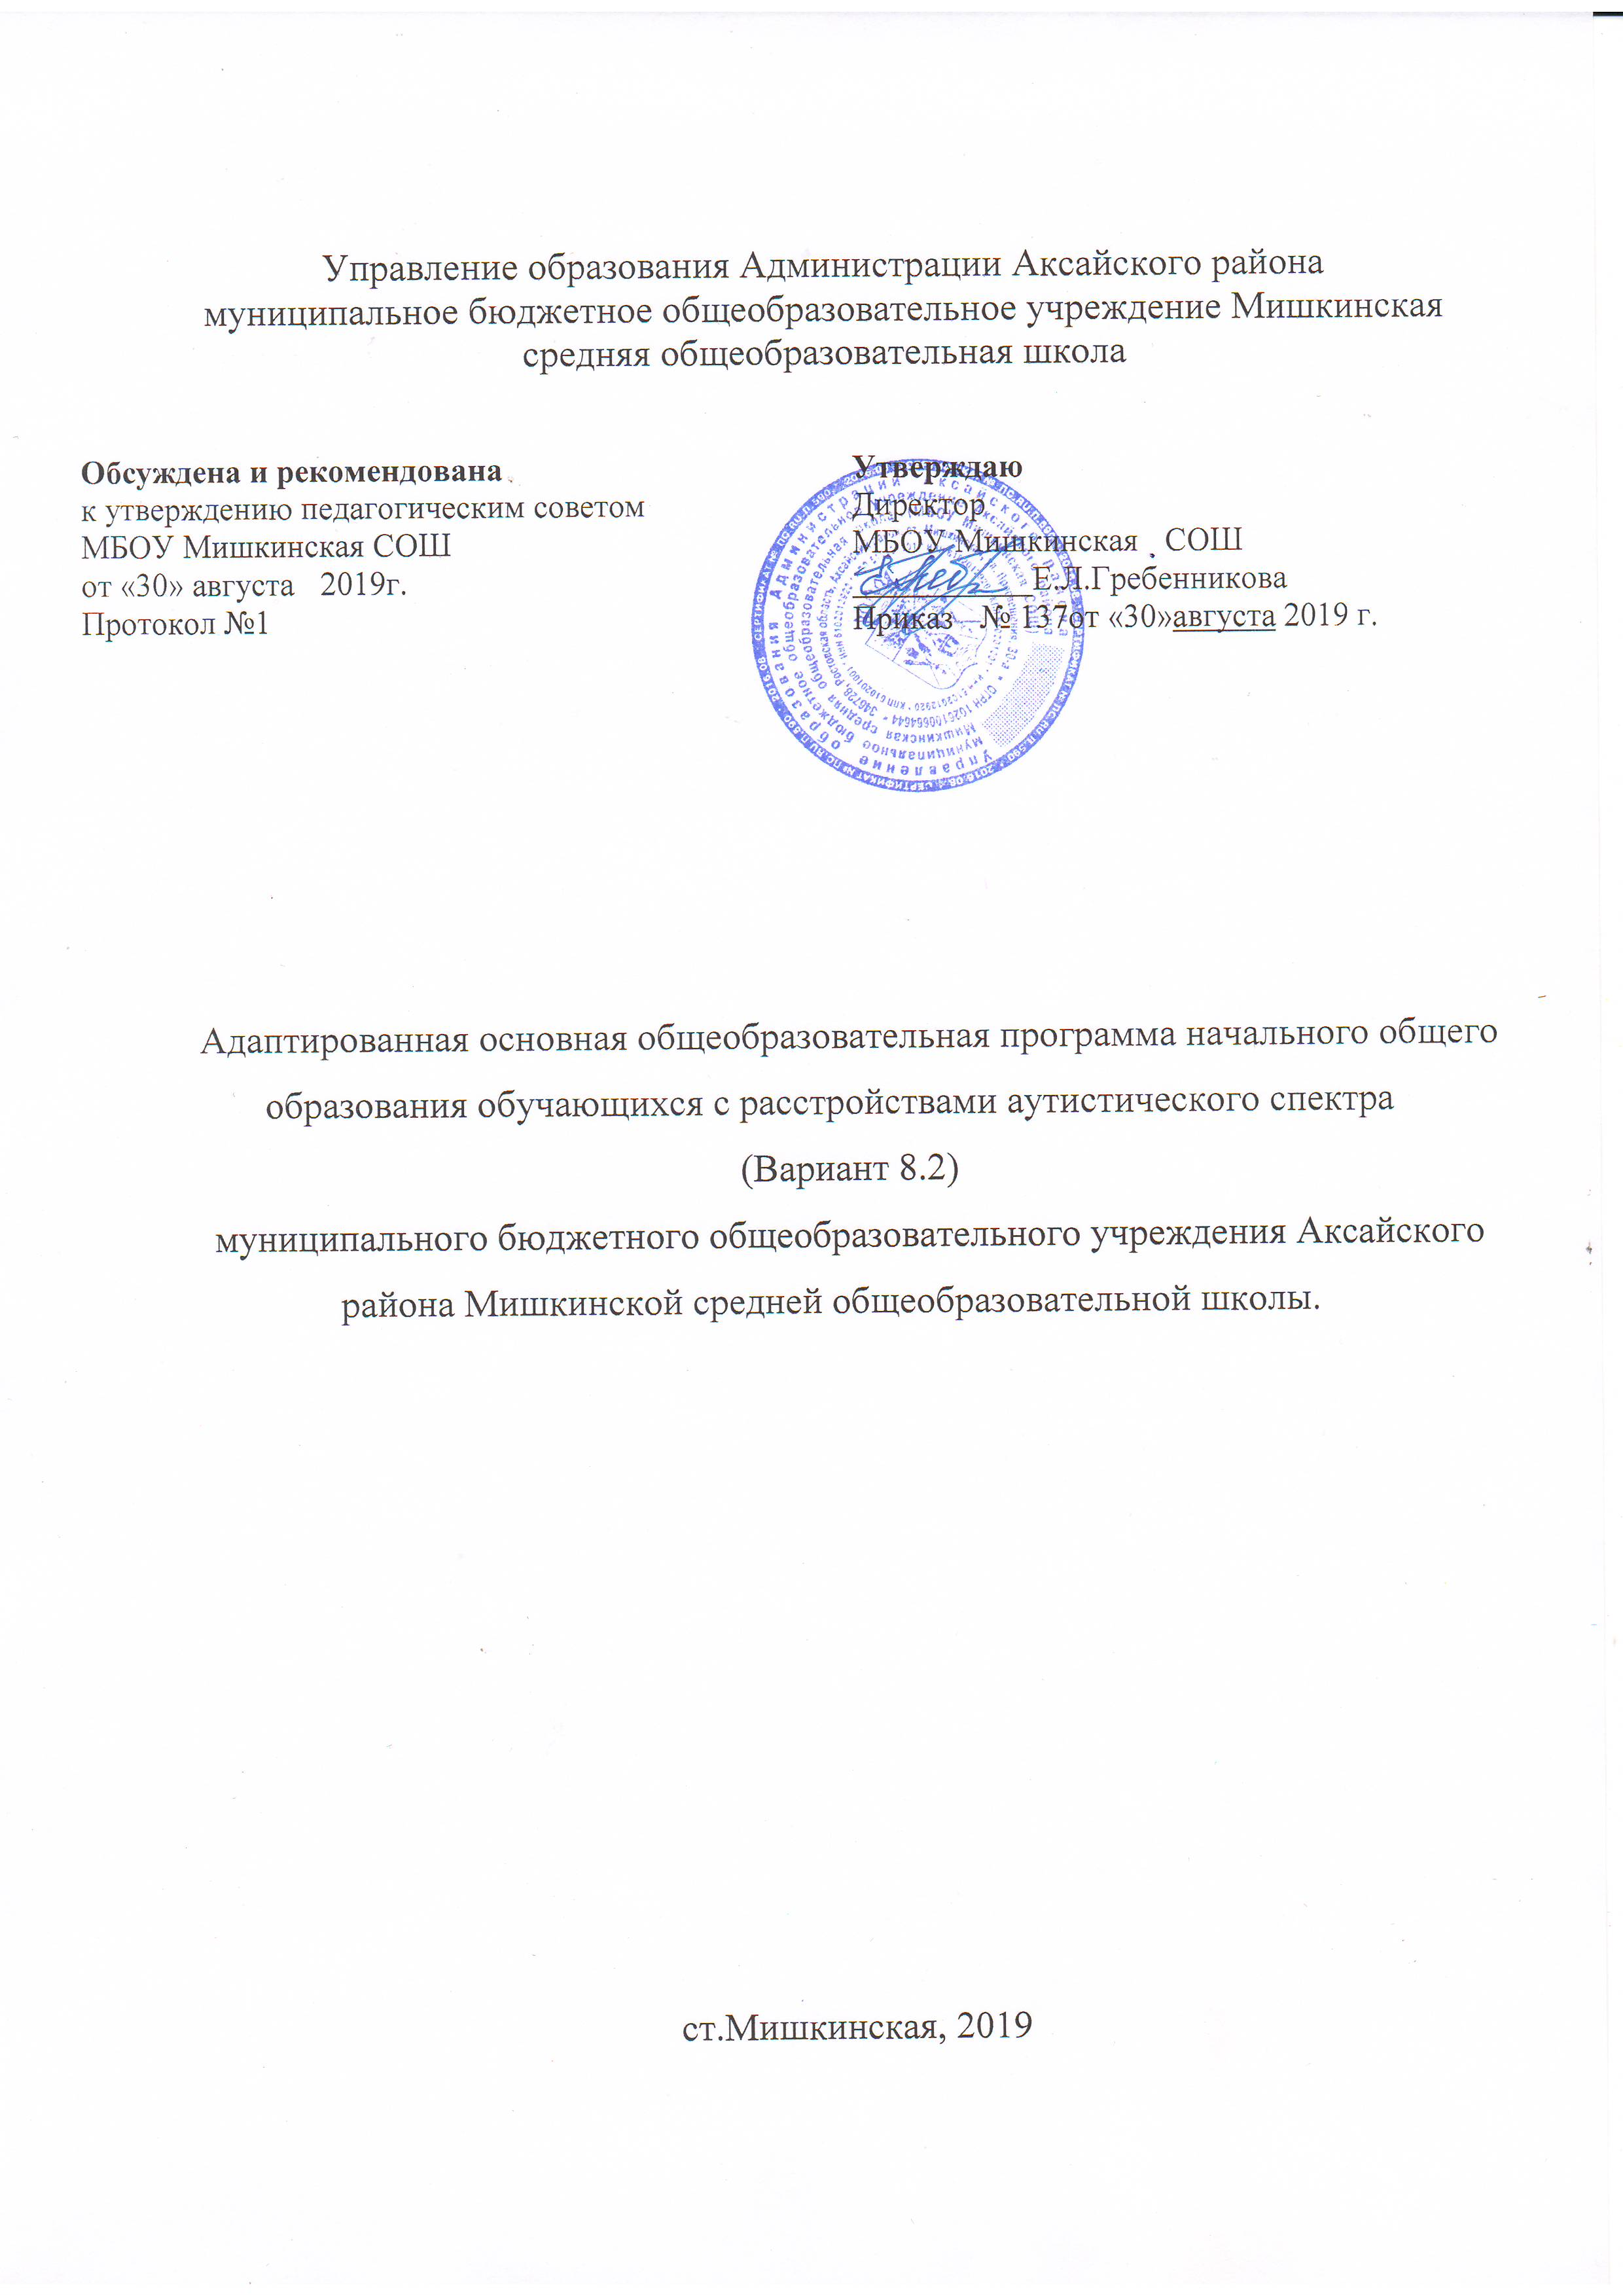 Управление образования Администрации Аксайского района
муниципальное бюджетное общеобразовательное учреждение Мишкинская
средняя общеобразовательная школа
Обсуждена и рекомендована
к утверждению педагогическим советом
МБОУ Мишкинская СОШ
от «30» августа 2019г.
Протокол №1
Утверждаю
Директор
МБОУ Мишкинская СОШ
____________Е.Л.Гребенникова
Приказ № 137от «30»августа 2019 г.
Адаптированная основная общеобразовательная программа начального общего
образования обучающихся с расстройствами аутистического спектра
(Вариант 8.2)
муниципального бюджетного общеобразовательного учреждения Аксайского
района Мишкинской средней общеобразовательной школы.
ст.Мишкинская, 2019